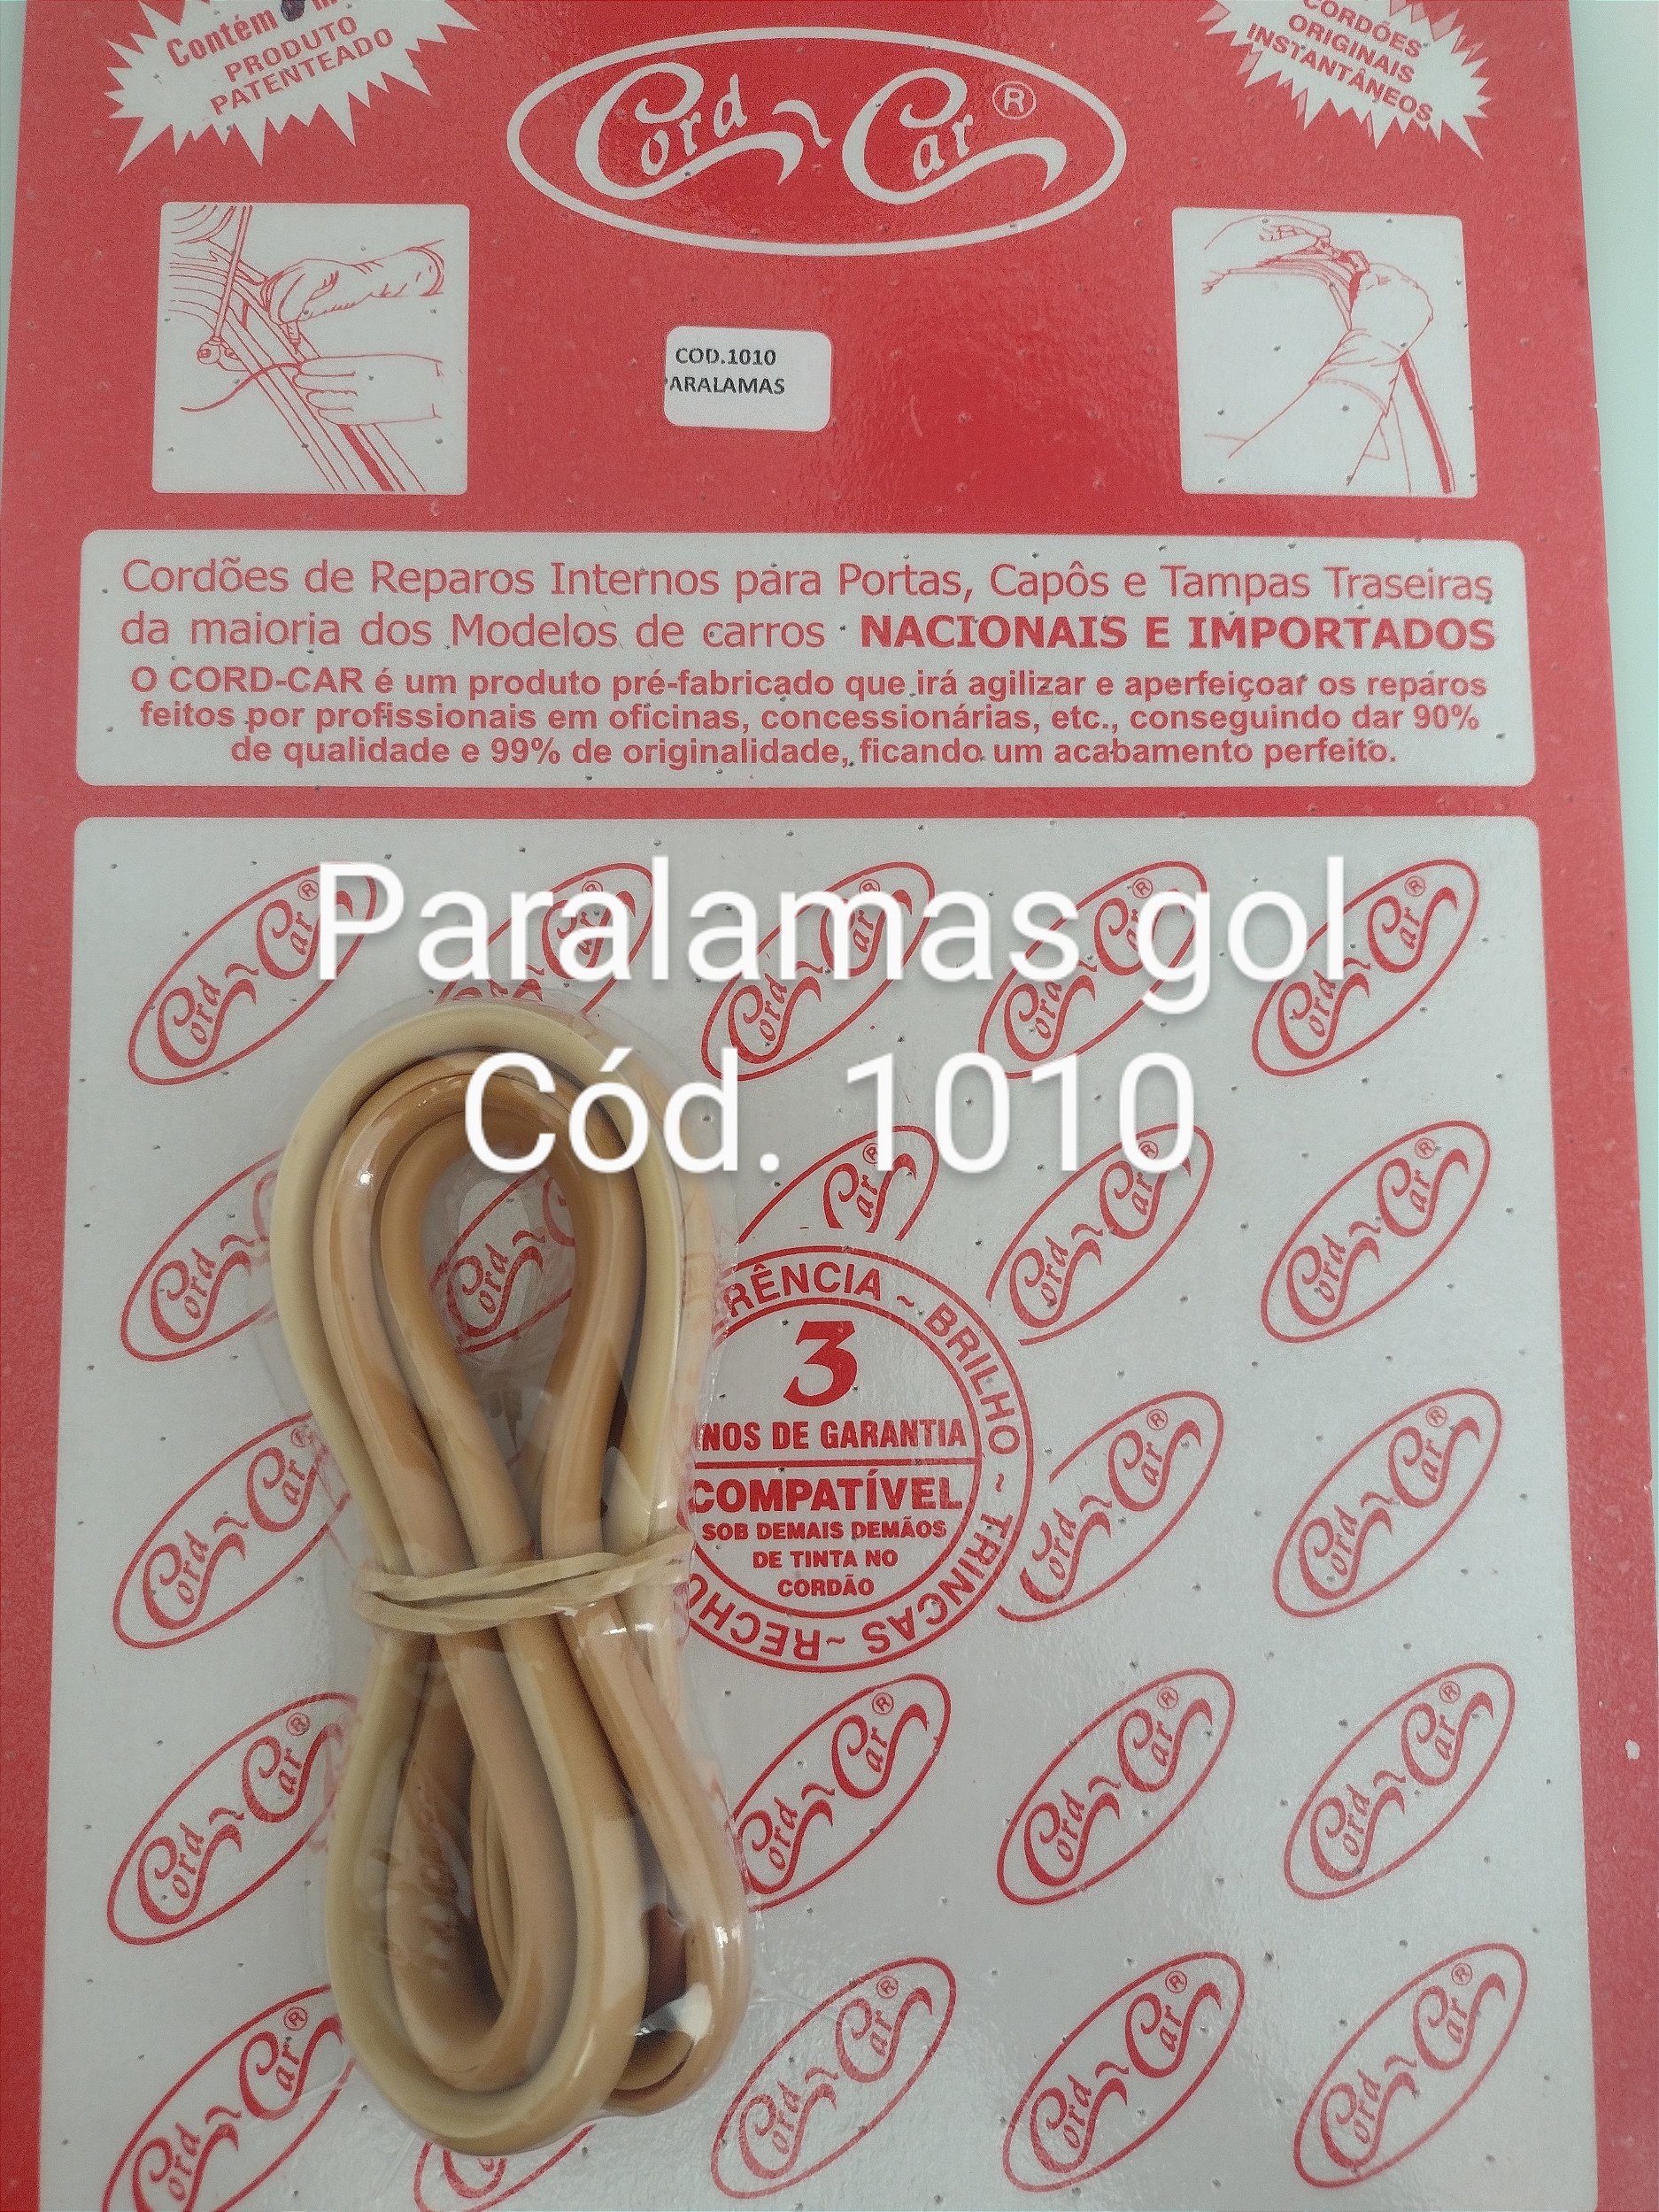 Contém
PRODUTO
PATENTEADO
CORDÕES
ORIGINAIS
INSTANTÂNEOS
Cord Car ®
COD.1010
ARALAMAS
Cordões de Reparos Internos para Portas, Capôs e Tampas Traseiras
da maioria dos Modelos de carros NACIONAIS E IMPORTADOS
O CORD-CAR é um produto pré-fabricado que irá agilizar e aperfeiçoar os reparos
feitos por profissionais em oficinas, concessionárias, etc., conseguindo dar 90%
de qualidade e 99% de originalidade, ficando um acabamento perfeito.
Paralamas gol
Cód. 1010
RÊNCIA ~ BRILHO ~ TRINCAS ~ RECHU
3
NOS DE GARANTIA
COMPATÍVEL
SOB DEMAIS DEMÃOS
DE TINTA NO
CORDÃO